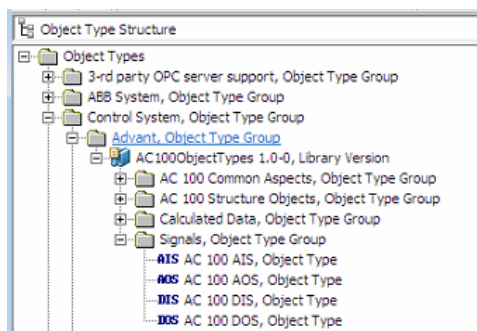 Object Type Structure
Object Types
3-rd party OPC server support, Object Type Group
ABB System, Object Type Group
Control System, Object Type Group
Advant, Object Type Group
AC100ObjectTypes 1.0-0, Library Version
AC 100 Common Aspects, Object Type Group
AC 100 Structure Objects, Object Type Group
Calculated Data, Object Type Group
Signals, Object Type Group
AIS AC 100 AIS, Object Type
AOS AC 100 AOS, Object Type
DIS AC 100 DIS, Object Type
DOS AC 100 DOS, Object Type